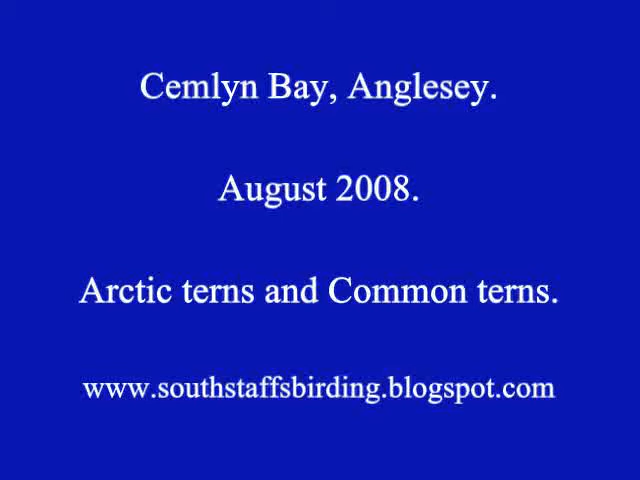 Cemlyn Bay, Anglesey.
August 2008.
Arctic terns and Common terns.
www.southstaffsbirding.blogspot.com